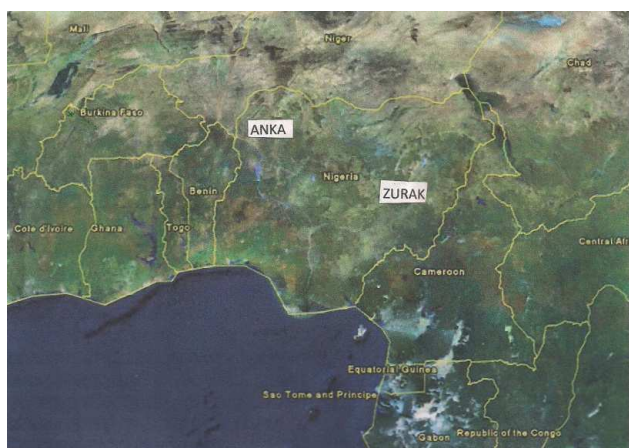 Mali
Niger
Chad
Burkina Faso
ANKA
Nigeria
Benin
ZURAK
Cote d'Ivoire
Ghana
Togo
Central Afri
Cameroon
Equatorial Guinea
Sao Tome and Principe
Gabon
Republic of the Congo